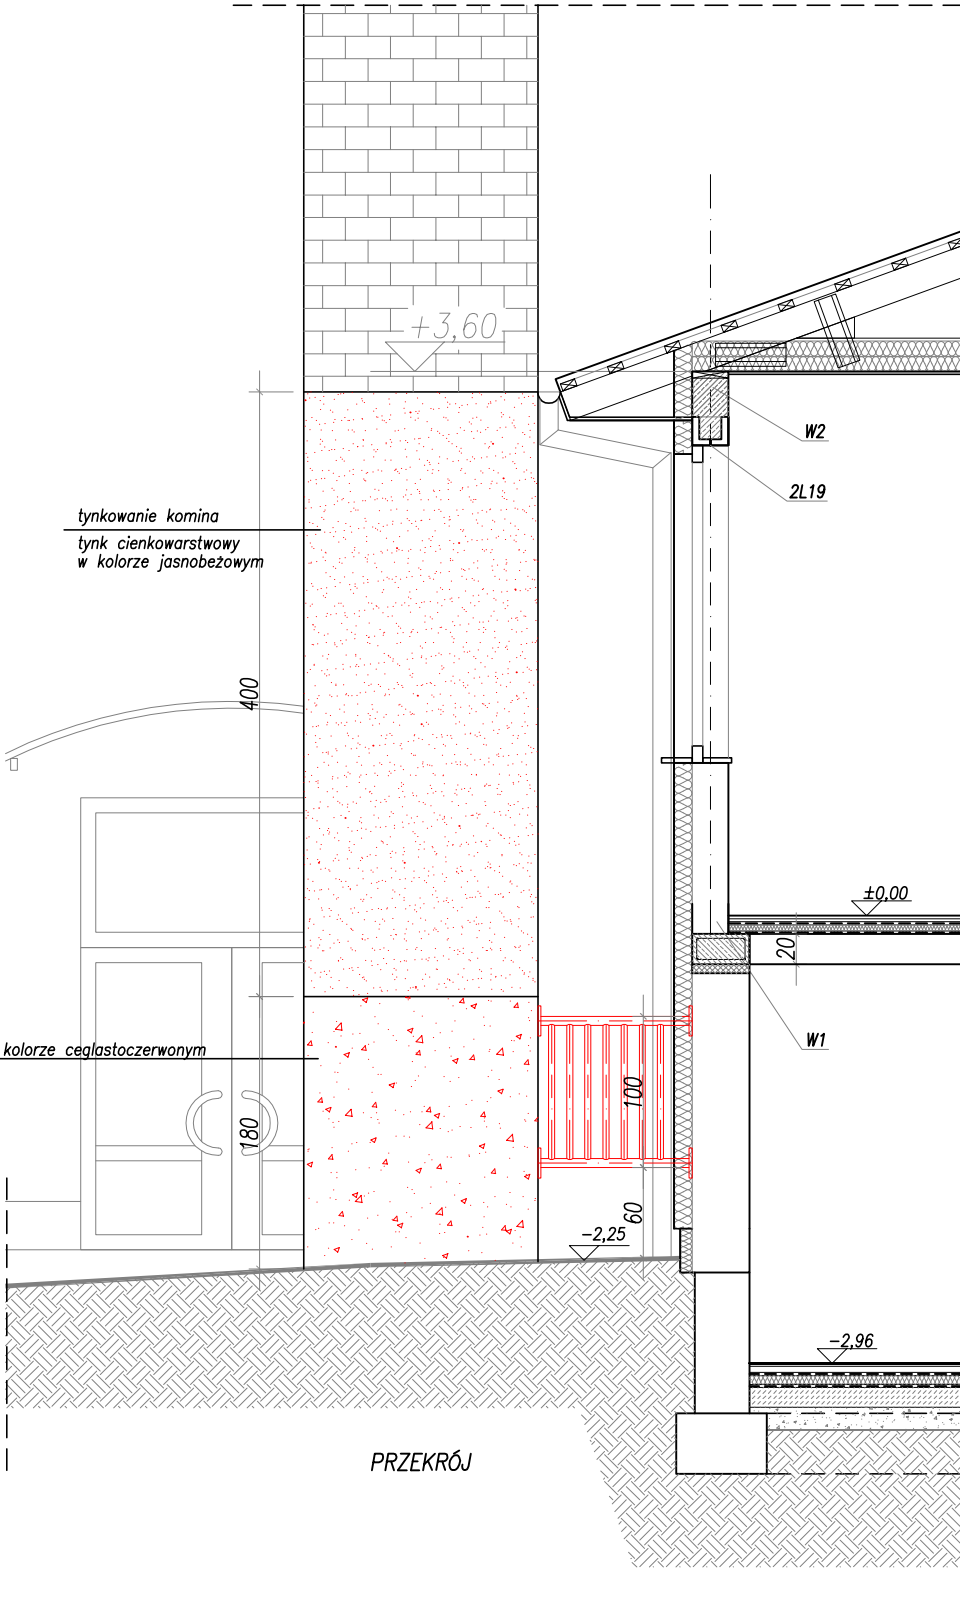 +3,60
W2
2L19
tynkowanie komina
tynk cienkowarstwowy
w kolorze jasnobeżowym
400
±0,00
20
kolorze ceglastoczerwonym
W1
100
180
60
-2,25
-2,96
PRZEKRÓJ